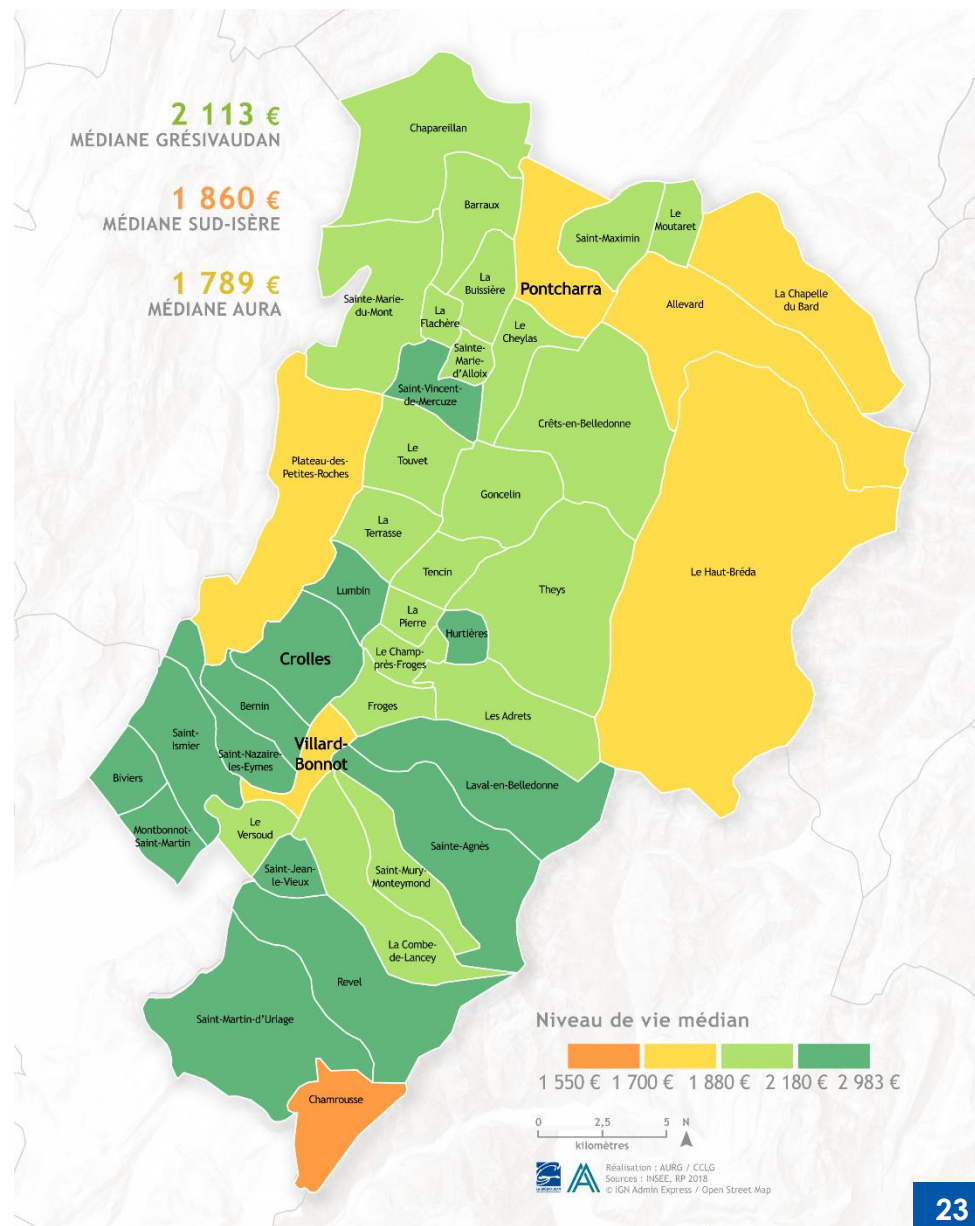 2 113 €
MÉDIANE GRÉSIVAUDAN
1 860 €
MÉDIANE SUD-ISÈRE
1 789 €
MÉDIANE AURA
Chapareillan
Barraux
Saint-Maximin
Le
Moutaret
La
Buissière
Pontcharra
Allevard
La Chapelle
du Bard
Sainte-Marie-
du-Mont
La
Flachère
Le
Cheylas
Sainte-
Marie-
d'Alloix
Saint-Vincent-
de-Mercuze
Crêts-en-Belledonne
Le
Touvet
Plateau-des-
Petites-Roches
Goncelin
La
Terrasse
Tencin
Le Haut-Bréda
Lumbin
Theys
La
Pierre
Hurtières
Crolles
Le Champ-
près-Froges
Bernin
Froges
Les Adrets
Saint-
Ismier
Villard-
Bonnot
Saint-Nazaire-
les-Eymes
Biviers
Laval-en-Belledonne
Montbonnot-
Saint-Martin
Le
Versoud
Sainte-Agnès
Saint-Jean-
le-Vieux
Saint-Mury-
Monteymond
La Combe-
de-Lancey
Revel
Saint-Martin-d'Uriage
Chamrousse
Niveau de vie médian
1 550 € 1 700 € 1 880 € 2 180 € 2 983 €
0 2,5 5 N
kilomètres
Réalisation : AURG / CCLG
Sources : INSEE, RP 2018
© IGN Admin Express / Open Street Map
23